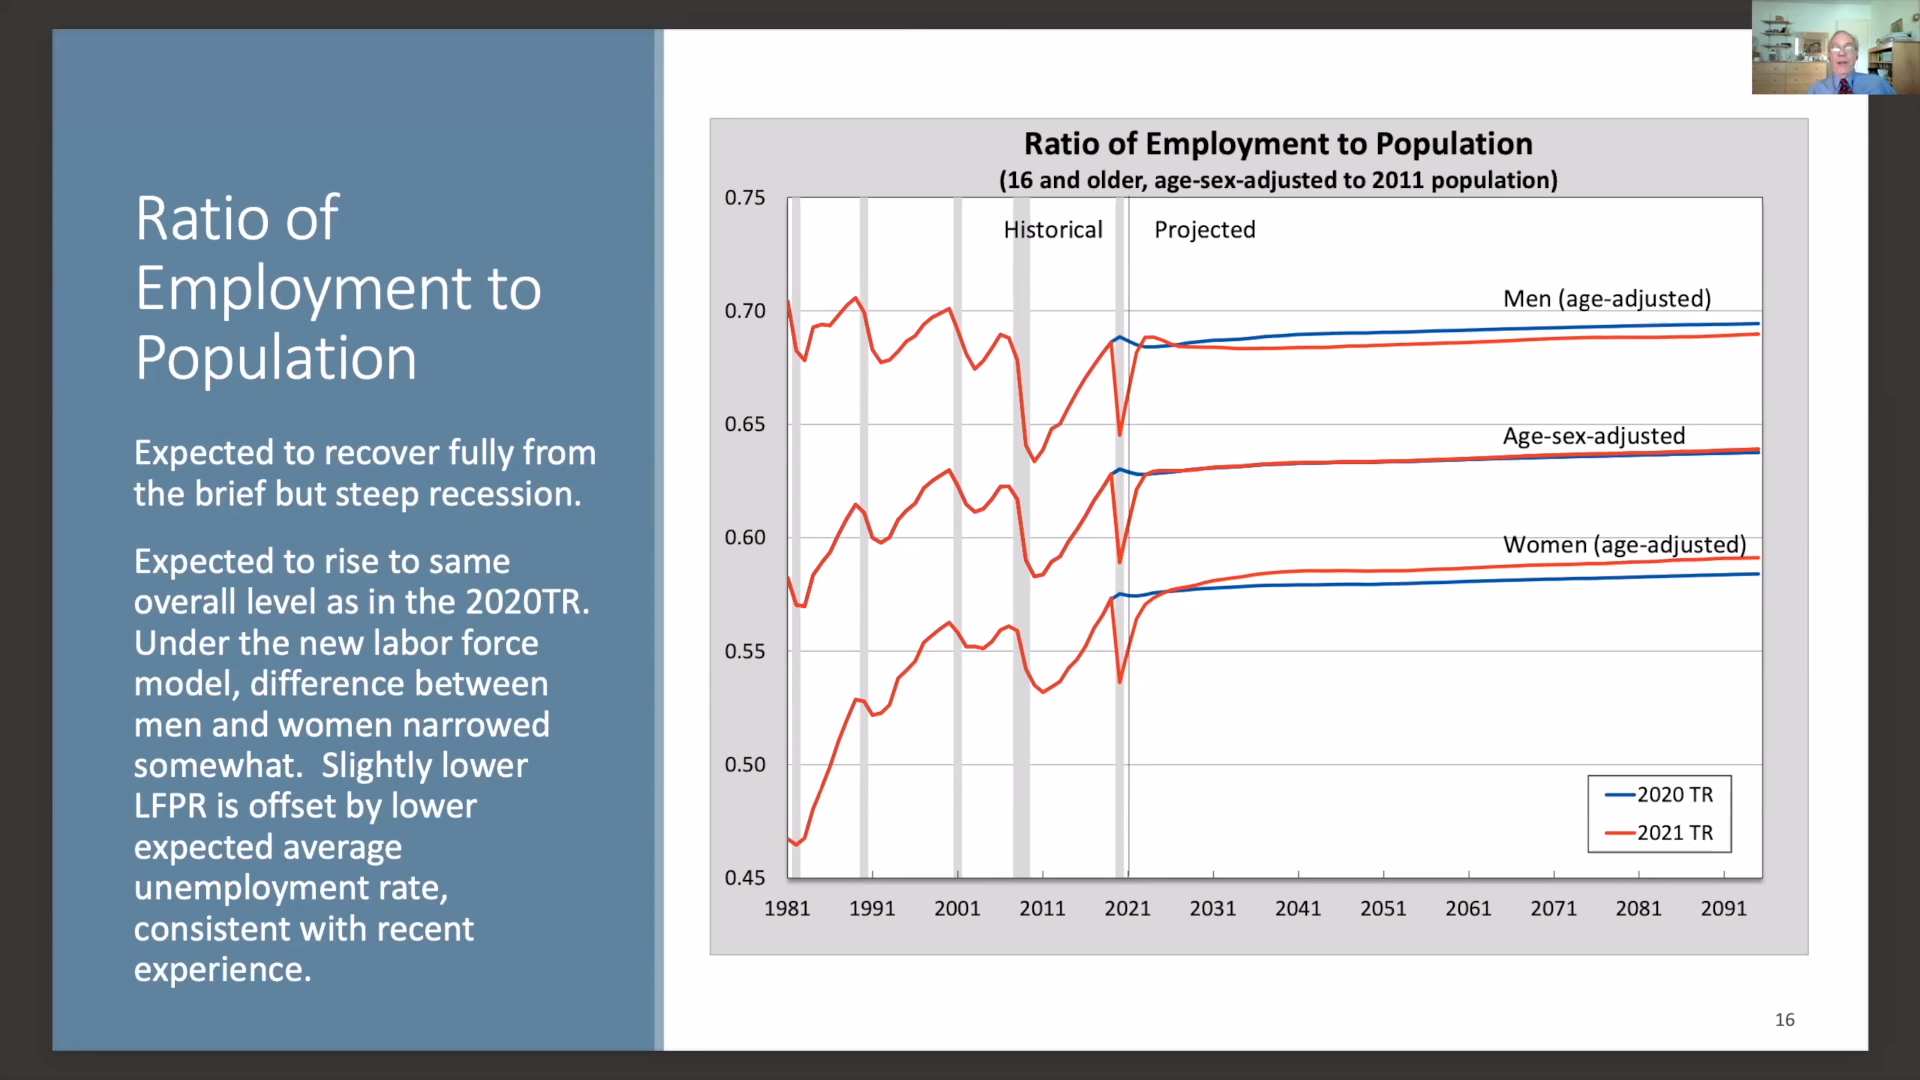 Ratio of
Employment to
Population
Expected to recover fully from
the brief but steep recession.
Expected to rise to same
overall level as in the 2020TR.
Under the new labor force
model, difference between
men and women narrowed
somewhat.  Slightly lower
LFPR is offset by lower
expected average
unemployment rate,
consistent with recent
experience.
Ratio of Employment to Population
(16 and older, age-sex-adjusted to 2011 population)
0.75
Historical
Projected
Men (age-adjusted)
0.70
0.65
Age-sex-adjusted
0.60
Women (age-adjusted)
0.55
0.50
2020 TR
2021 TR
0.45
1981 1991 2001 2011 2021 2031 2041 2051 2061 2071 2081 2091
16